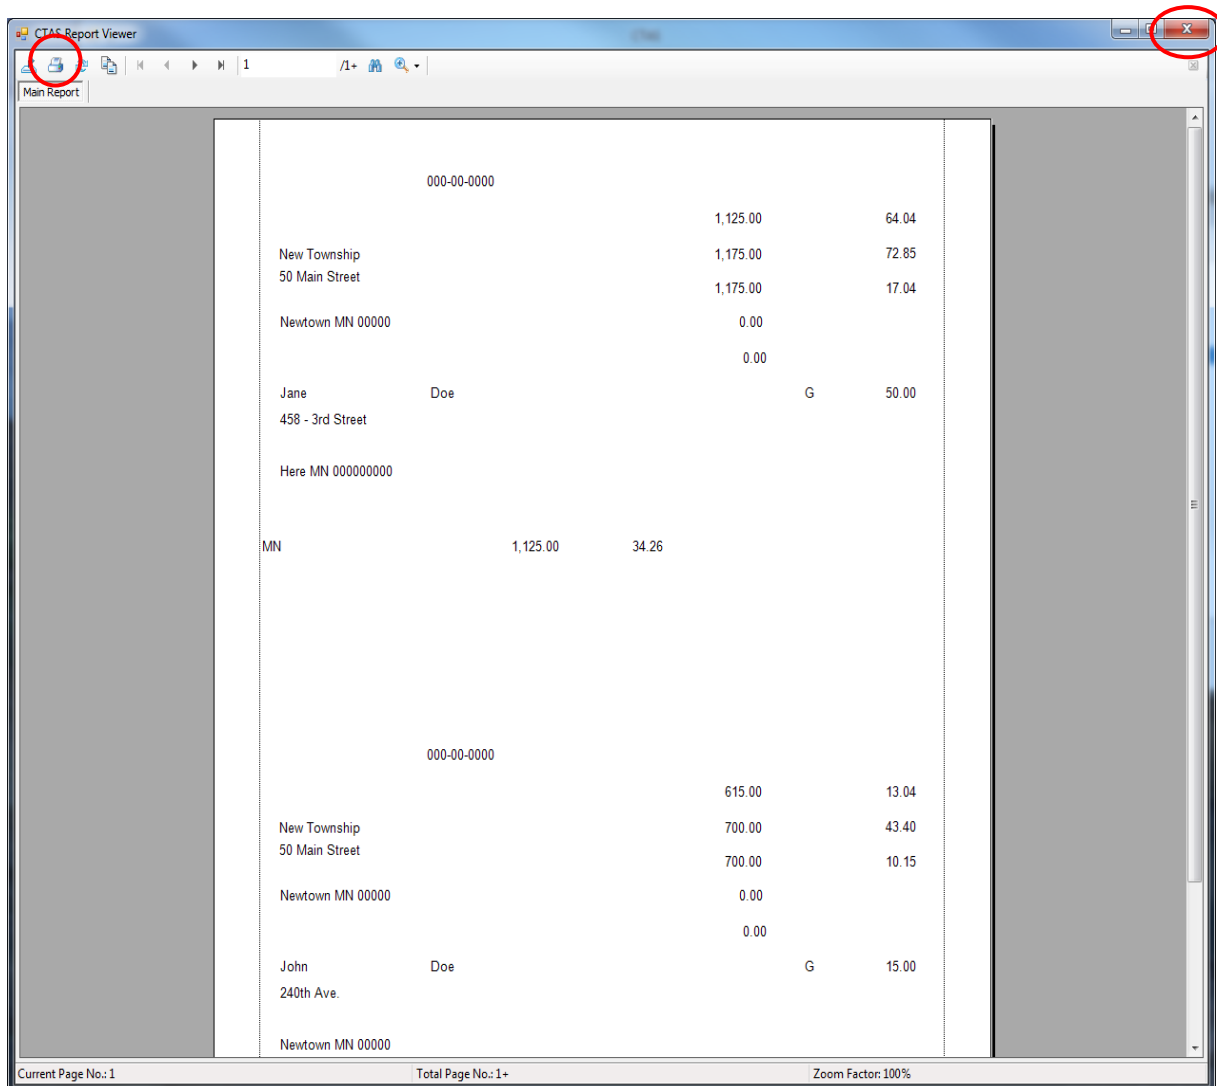 CTAS Report Viewer
1 /1+
Main Report
000-00-0000
1,125.00 64.04
New Township 1,175.00 72.85
50 Main Street
1,175.00 17.04
Newtown MN 00000 0.00
0.00
Jane Doe G 50.00
458 - 3rd Street
Here MN 000000000
MN 1,125.00 34.26
000-00-0000
615.00 13.04
New Township 700.00 43.40
50 Main Street
700.00 10.15
Newtown MN 00000 0.00
0.00
John Doe G 15.00
240th Ave.
Newtown MN 00000
Current Page No.: 1 Total Page No.: 1+ Zoom Factor: 100%